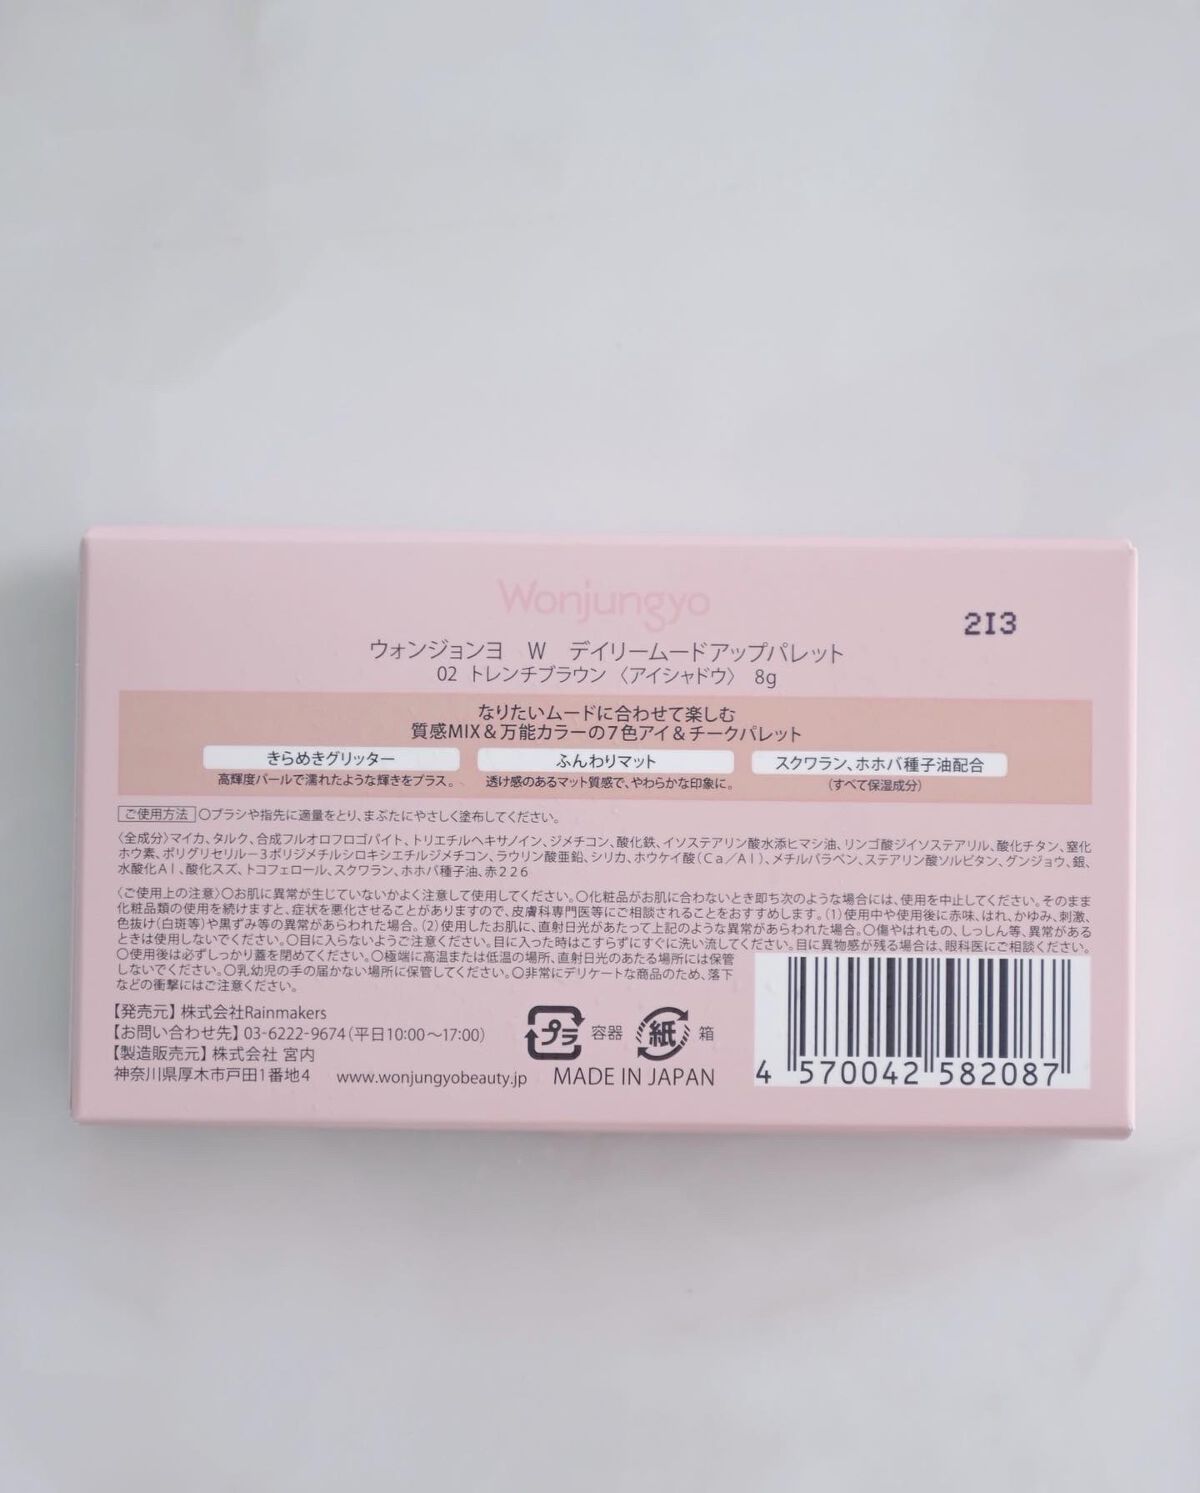 Wonjungyo
2I3
ウォンジョンヨ W デイリームードアップパレット
02 トレンチブラウン 〈アイシャドウ〉 8g
なりたいムードに合わせて楽しむ
質感MIX＆万能カラーの7色アイ＆チークパレット
きらめきグリッター ふんわりマット スクワラン、ホホバ種子油配合
高輝度パールで濡れたような輝きをプラス。 透け感のあるマット質感で、やわらかな印象に。 (すべて保湿成分)
ご使用方法 〇ブラシや指先に適量をとり、まぶたにやさしく塗布してください。
〈全成分〉マイカ、タルク、合成フルオロフロゴパイト、トリエチルヘキサノイン、ジメチコン、酸化鉄、イソステアリン酸水添ヒマシ油、リンゴ酸ジイソステアリル、酸化チタン、窒化
ホウ素、ポリグリセリル－3ポリジメチルシロキシエチルジメチコン、ラウリン酸亜鉛、シリカ、ホウケイ酸（Ca／Al）、メチルパラベン、ステアリン酸ソルビタン、グンジョウ、銀、
水酸化Al、酸化スズ、トコフェロール、スクワラン、ホホバ種子油、赤226
〈ご使用上の注意〉〇お肌に異常が生じていないかよく注意して使用してください。〇化粧品がお肌に合わないとき即ち次のような場合には、使用を中止してください。そのまま
化粧品類の使用を続けますと、症状を悪化させることがありますので、皮膚科専門医等にご相談されることをおすすめします。(1)使用中や使用後に赤味、はれ、かゆみ、刺激、
色抜け(白斑等)や黒ずみ等の異常があらわれた場合。(2)使用したお肌に、直射日光があたって上記のような異常があらわれた場合。〇傷やはれもの、しっしん等、異常がある
ときは使用しないでください。〇目に入らないようご注意ください。目に入った時はこすらずにすぐに洗い流してください。目に異物感が残る場合は、眼科医にご相談ください。
〇使用後は必ずしっかり蓋を閉めてください。〇極端に高温または低温の場所、直射日光のあたる場所には保管
しないでください。〇乳幼児の手の届かない場所に保管してください。〇非常にデリケートな商品のため、落下
などの衝撃にはご注意ください。
【発売元】株式会社Rainmakers
【お問い合わせ先】03-6222-9674（平日10:00～17:00）
【製造販売元】株式会社 宮内
神奈川県厚木市戸田1番地4 www.wonjungyobeauty.jp MADE IN JAPAN
プラ 容器 紙 箱
4 570042 582087